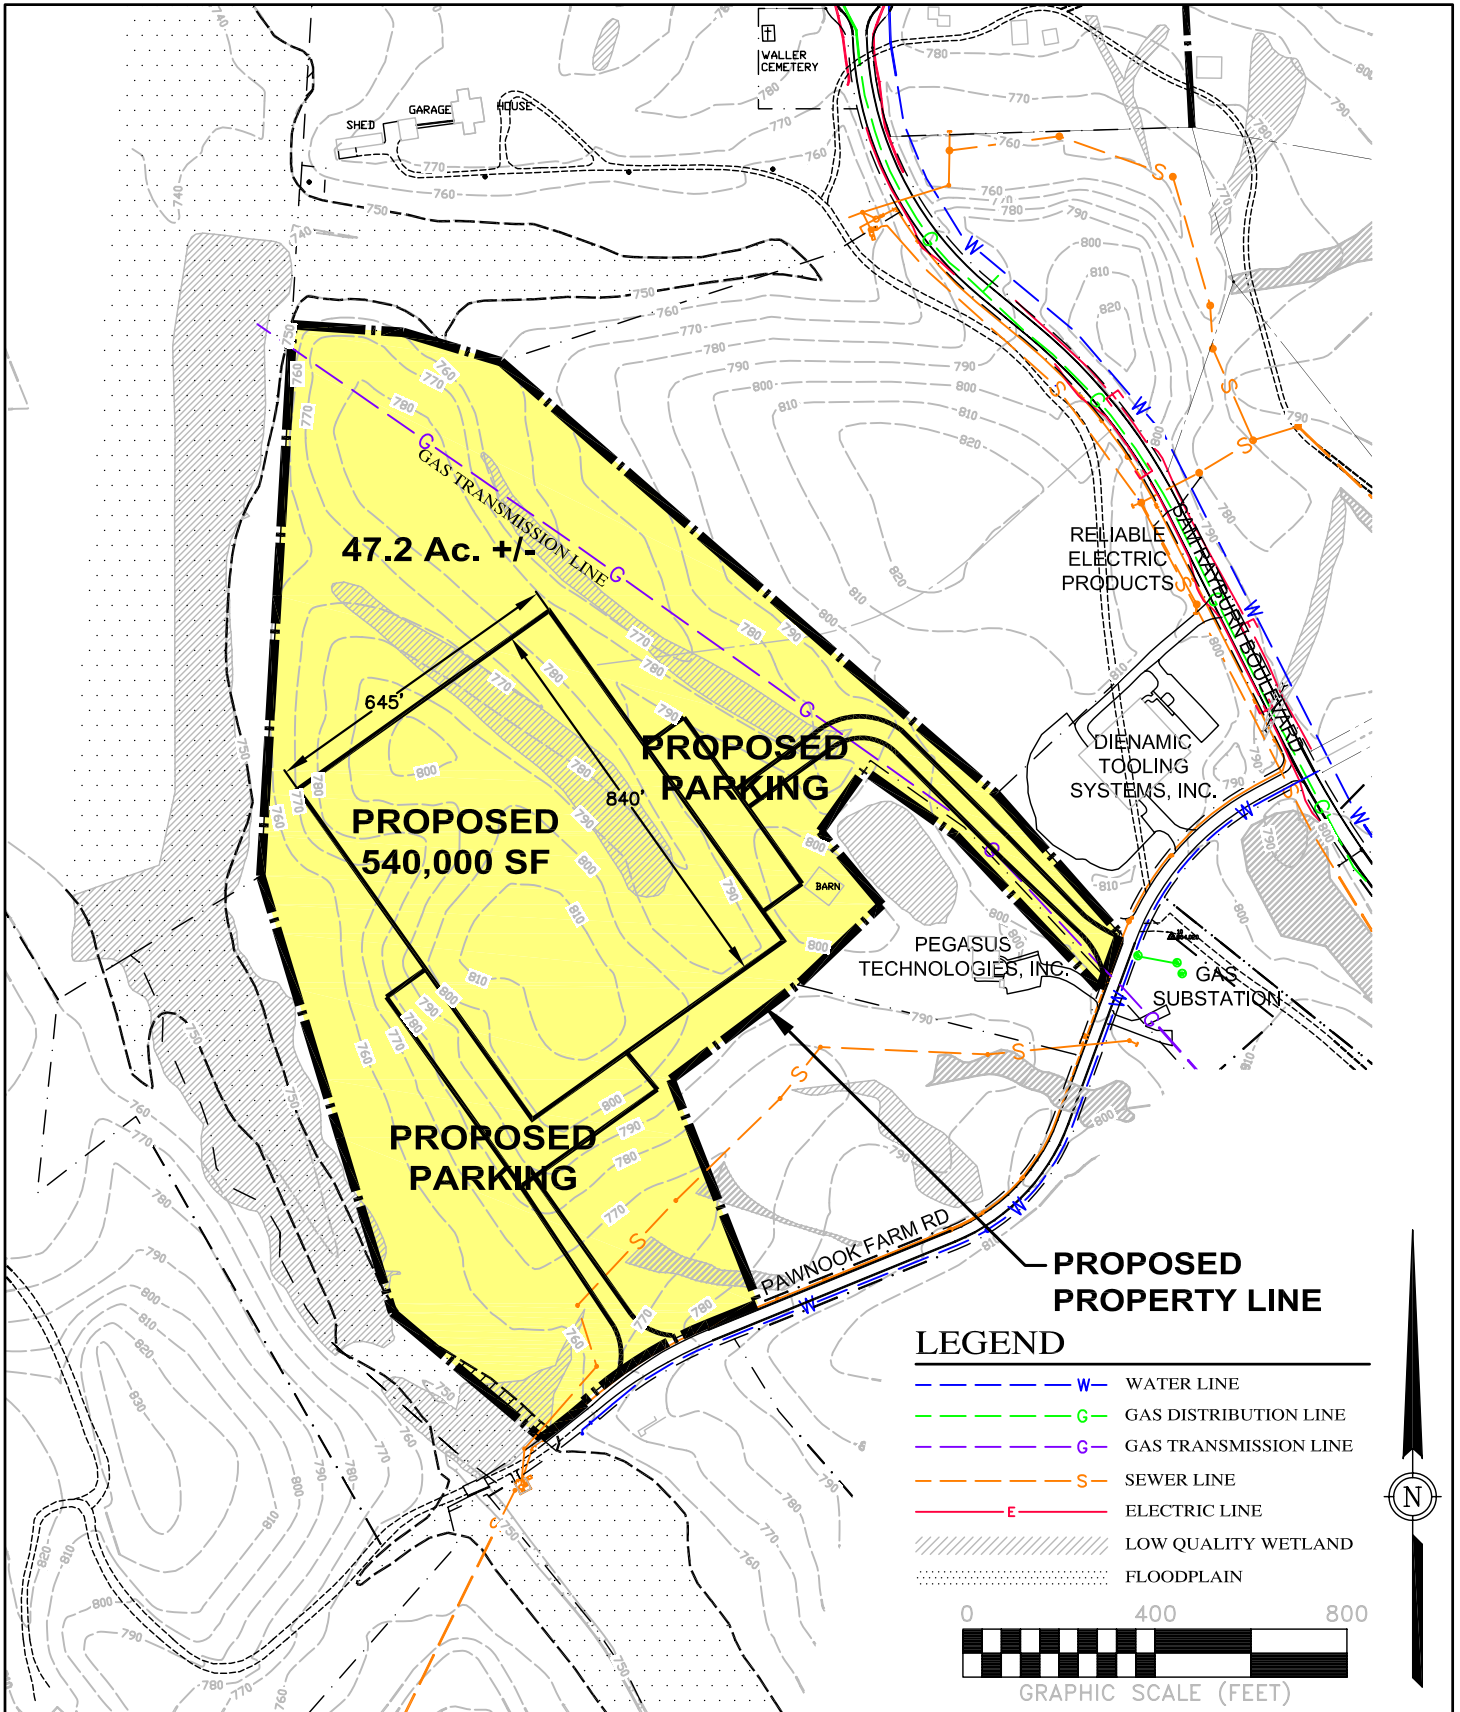 WALLER
CEMETERY
SHED
GARAGE
HOUSE
GAS TRANSMISSION LINE
47.2 Ac. +/-
645'
840'
PROPOSED
PARKING
PROPOSED
540,000 SF
BARN
PROPOSED
PARKING
RELIABLE
ELECTRIC
PRODUCTS
SAM RAYBURN BOULEVARD
DIENAMIC
TOOLING
SYSTEMS, INC.
PEGASUS
TECHNOLOGIES, INC.
GAS
SUBSTATION
PAWNOOK FARM RD
PROPOSED
PROPERTY LINE
LEGEND
W WATER LINE
G GAS DISTRIBUTION LINE
G GAS TRANSMISSION LINE
S SEWER LINE
E ELECTRIC LINE
LOW QUALITY WETLAND
FLOODPLAIN
N
0 400 800
GRAPHIC SCALE (FEET)